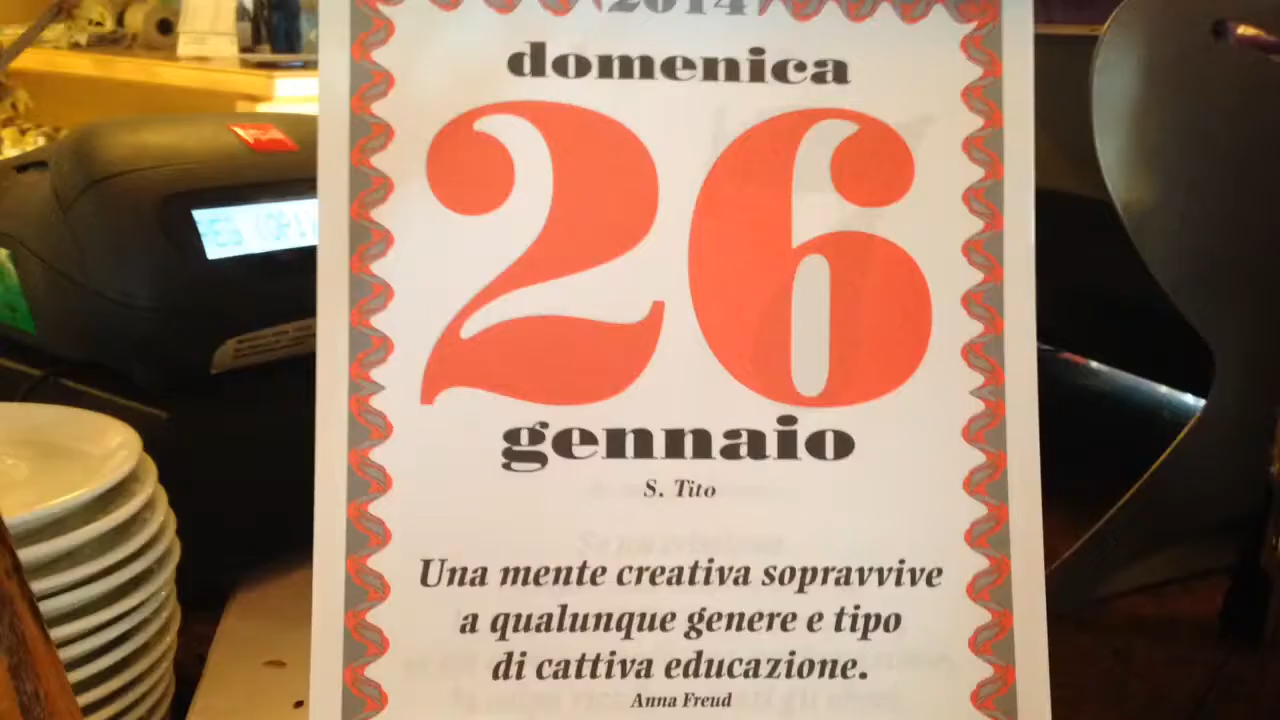 2014
domenica
26
gennaio
S. Tito
Una mente creativa sopravvive
a qualunque genere e tipo
di cattiva educazione.
Anna Freud